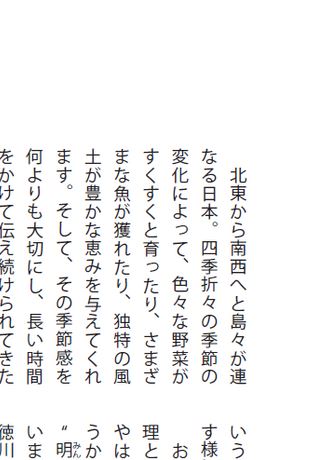 北東から南西へと島々が連
なる日本。四季折々の季節の
変化によって、色々な野菜が
すくすくと育ったり、さまざ
まな魚が獲れたり、独特の風
土が豊かな恵みを与えてくれ
ます。そして、その季節感を
何よりも大切にし、長い時間
をかけて伝え続けられてきた
いう
す様
お
理と
やは
うか
“明みん
いま
徳川